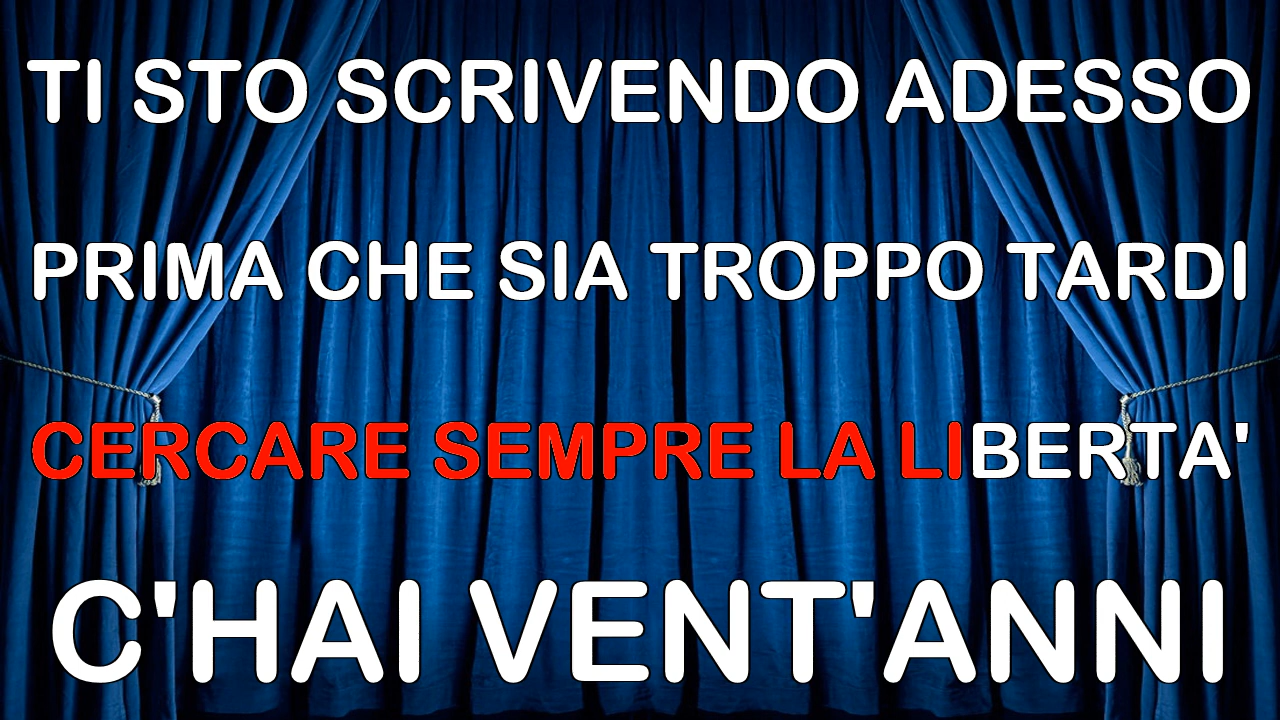 TI STO SCRIVENDO ADESSO
PRIMA CHE SIA TROPPO TARDI
CERCARE SEMPRE LA LIBERTA'
C'HAI VENT'ANNI